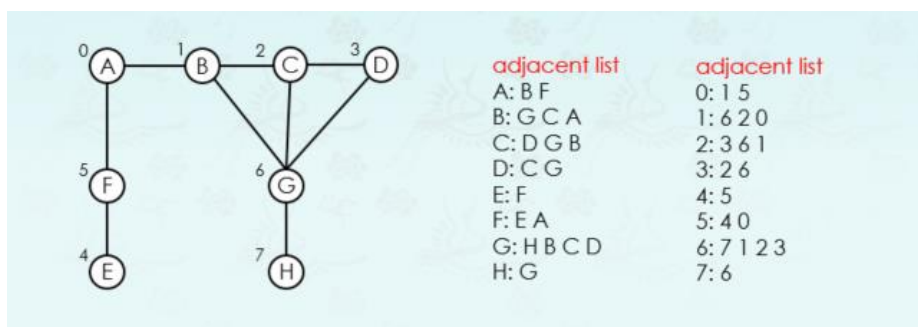 0 1 2 3
A B C D
5 6
F G
4 7
E H
adjacent list
A: B F
B: G C A
C: D G B
D: C G
E: F
F: E A
G: H B C D
H: G
adjacent list
0: 1 5
1: 6 2 0
2: 3 6 1
3: 2 6
4: 5
5: 4 0
6: 7 1 2 3
7: 6